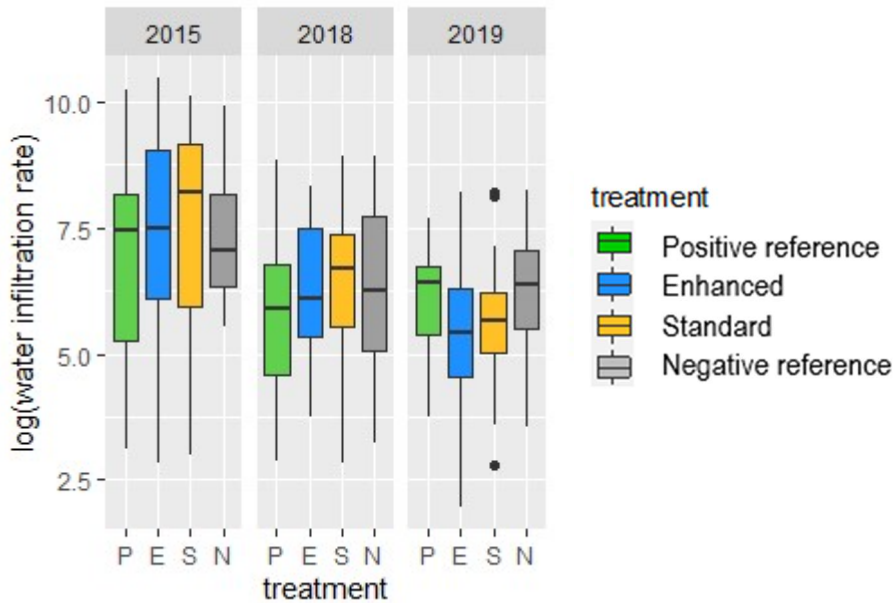 2015 2018 2019
log(water infiltration rate)
10.0
7.5
5.0
2.5
P E S N P E S N P E S N
treatment
treatment
Positive reference
Enhanced
Standard
Negative reference